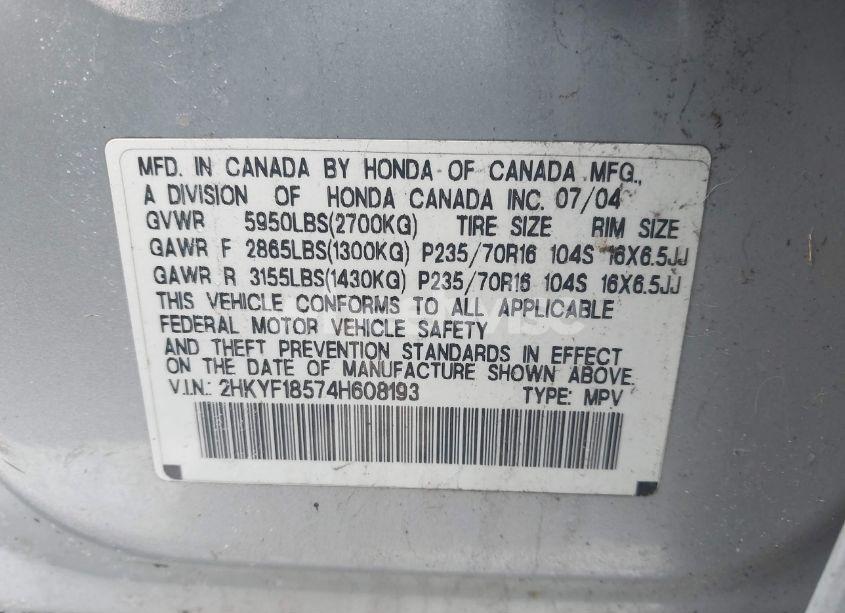 MFD. IN CANADA BY HONDA OF CANADA MFG.,
A DIVISION OF HONDA CANADA INC. 07/04
GVWR 5950LBS(2700KG) TIRE SIZE RIM SIZE
GAWR F 2865LBS(1300KG) P235/70R16 104S 16X6.5JJ
GAWR R 3155LBS(1430KG) P235/70R16 104S 16X6.5JJ
THIS VEHICLE CONFORMS TO ALL APPLICABLE
FEDERAL MOTOR VEHICLE SAFETY
AND THEFT PREVENTION STANDARDS IN EFFECT
ON THE DATE OF MANUFACTURE SHOWN ABOVE.
V.I.N.: 2HKYF18574H608193 TYPE: MPV